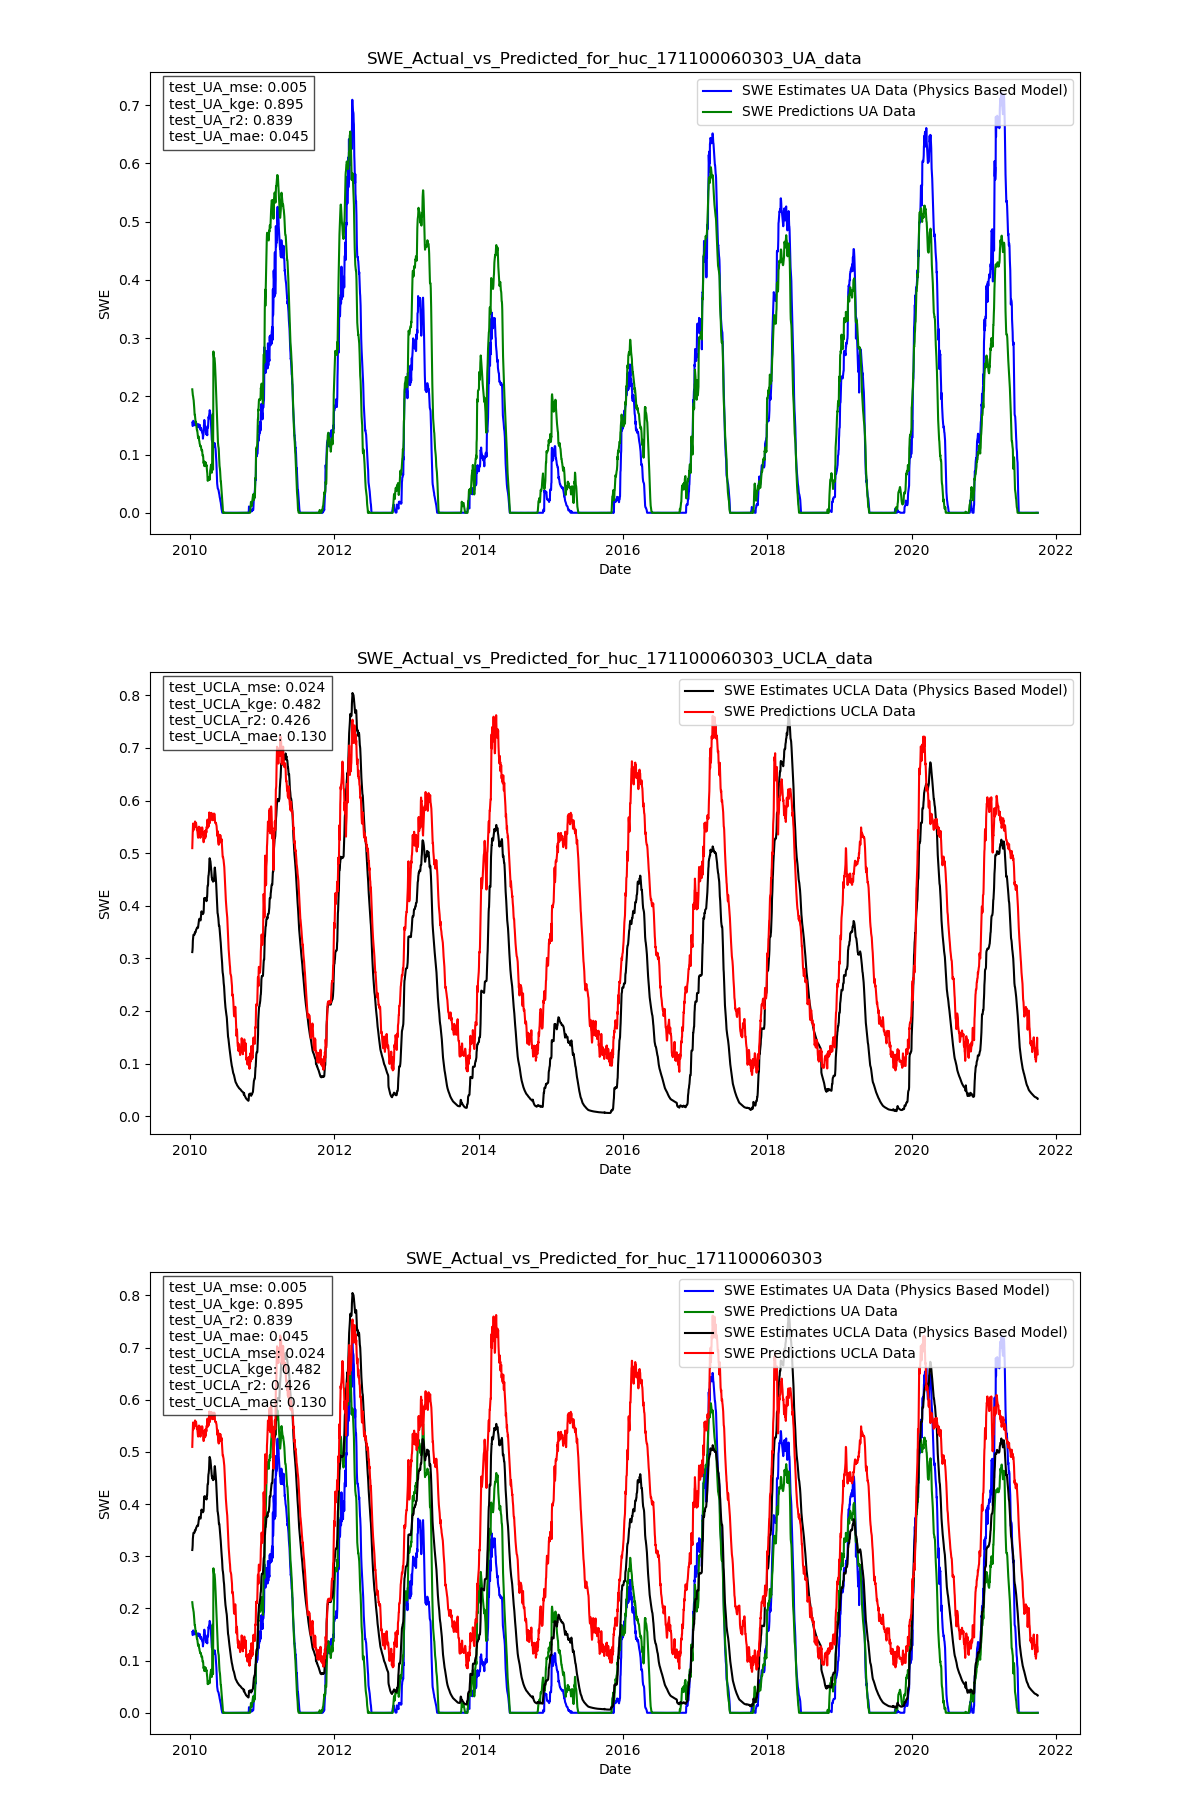 SWE_Actual_vs_Predicted_for_huc_171100060303_UA_data
test_UA_mse: 0.005
test_UA_kge: 0.895
test_UA_r2: 0.839
test_UA_mae: 0.045
SWE Estimates UA Data (Physics Based Model)
SWE Predictions UA Data
0.7
0.6
0.5
0.4
0.3
0.2
0.1
0.0
SWE
2010 2012 2014 2016 2018 2020 2022
Date
SWE_Actual_vs_Predicted_for_huc_171100060303_UCLA_data
test_UCLA_mse: 0.024
test_UCLA_kge: 0.482
test_UCLA_r2: 0.426
test_UCLA_mae: 0.130
SWE Estimates UCLA Data (Physics Based Model)
SWE Predictions UCLA Data
0.8
0.7
0.6
0.5
0.4
0.3
0.2
0.1
0.0
SWE
2010 2012 2014 2016 2018 2020 2022
Date
SWE_Actual_vs_Predicted_for_huc_171100060303
test_UA_mse: 0.005
test_UA_kge: 0.895
test_UA_r2: 0.839
test_UA_mae: 0.045
test_UCLA_mse: 0.024
test_UCLA_kge: 0.482
test_UCLA_r2: 0.426
test_UCLA_mae: 0.130
SWE Estimates UA Data (Physics Based Model)
SWE Predictions UA Data
SWE Estimates UCLA Data (Physics Based Model)
SWE Predictions UCLA Data
0.8
0.7
0.6
0.5
0.4
0.3
0.2
0.1
0.0
SWE
2010 2012 2014 2016 2018 2020 2022
Date